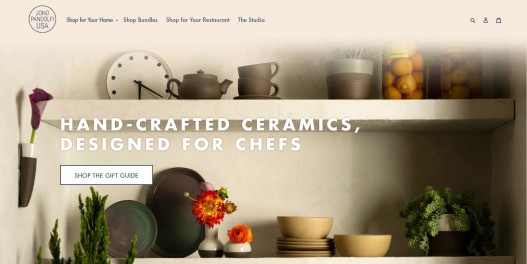 JONO
PANDOLFI
USA
Shop for Your Home
Shop Bundles
Shop for Your Restaurant
The Studio
HAND-CRAFTED CERAMICS,
DESIGNED FOR CHEFS
SHOP THE GIFT GUIDE